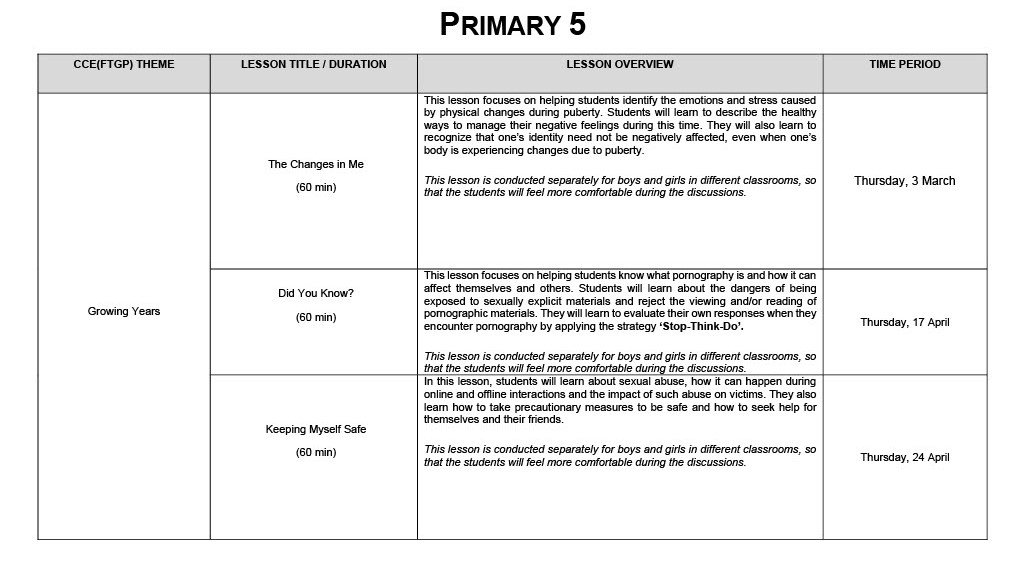 PRIMARY 5
CCE(FTGP) THEME
LESSON TITLE / DURATION
LESSON OVERVIEW
TIME PERIOD
Growing Years
The Changes in Me
(60 min)
This lesson focuses on helping students identify the emotions and stress caused
by physical changes during puberty. Students will learn to describe the healthy
ways to manage their negative feelings during this time. They will also learn to
recognize that one's identity need not be negatively affected, even when one's
body is experiencing changes due to puberty.
This lesson is conducted separately for boys and girls in different classrooms, so
that the students will feel more comfortable during the discussions.
Thursday, 3 March
Did You Know?
(60 min)
This lesson focuses on helping students know what pornography is and how it can
affect themselves and others. Students will learn about the dangers of being
exposed to sexually explicit materials and reject the viewing and/or reading of
pornographic materials. They will learn to evaluate their own responses when they
encounter pornography by applying the strategy ‘Stop-Think-Do’.
This lesson is conducted separately for boys and girls in different classrooms, so
that the students will feel more comfortable during the discussions.
Thursday, 17 April
Keeping Myself Safe
(60 min)
In this lesson, students will learn about sexual abuse, how it can happen during
online and offline interactions and the impact of such abuse on victims. They also
learn how to take precautionary measures to be safe and how to seek help for
themselves and their friends.
This lesson is conducted separately for boys and girls in different classrooms, so
that the students will feel more comfortable during the discussions.
Thursday, 24 April